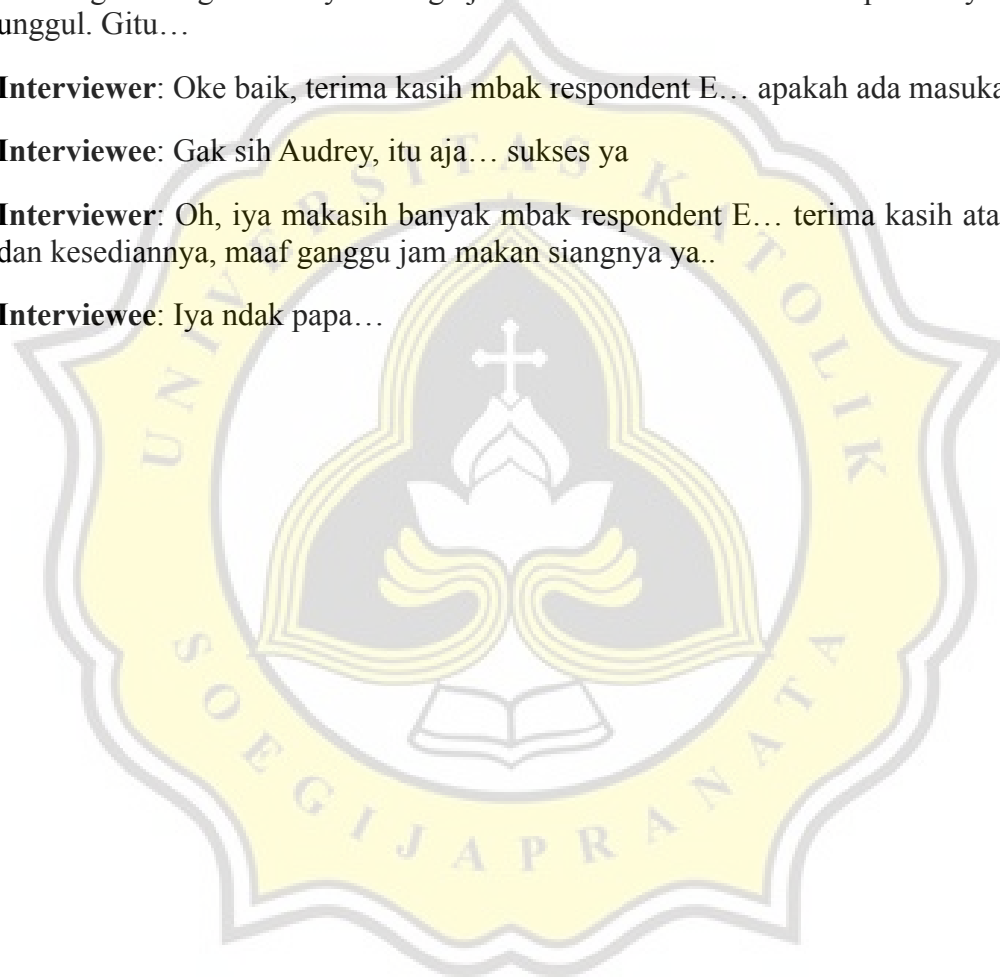 unggul. Gitu…
Interviewer: Oke baik, terima kasih mbak respondent E… apakah ada
Interviewee: Gak sih Audrey, itu aja… sukses ya
Interviewer: Oh, iya makasih banyak mbak respondent E… terima kasih
dan kesediannya, maaf ganggu jam makan siangnya ya..
Interviewee: Iya ndak papa…
UNIVERSITAS KATOLIK
SOEGIJAPRANATA